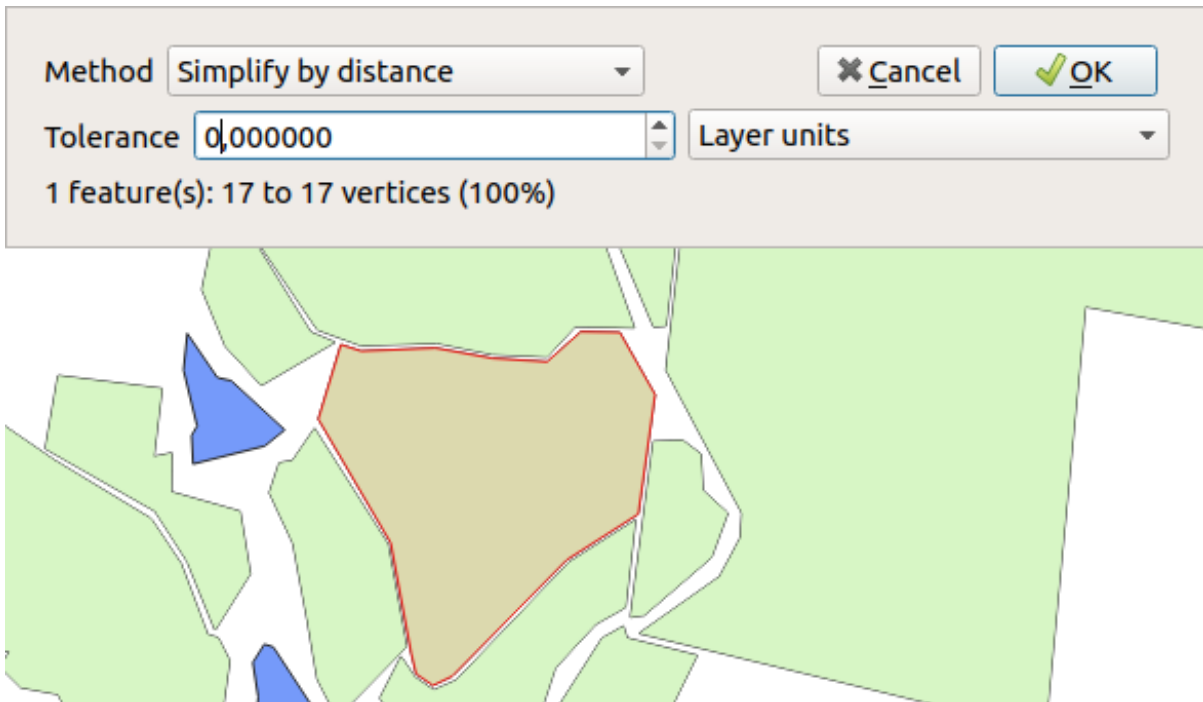 Method Simplify by distance Cancel OK
Tolerance 0,000000 Layer units
1 feature(s): 17 to 17 vertices (100%)